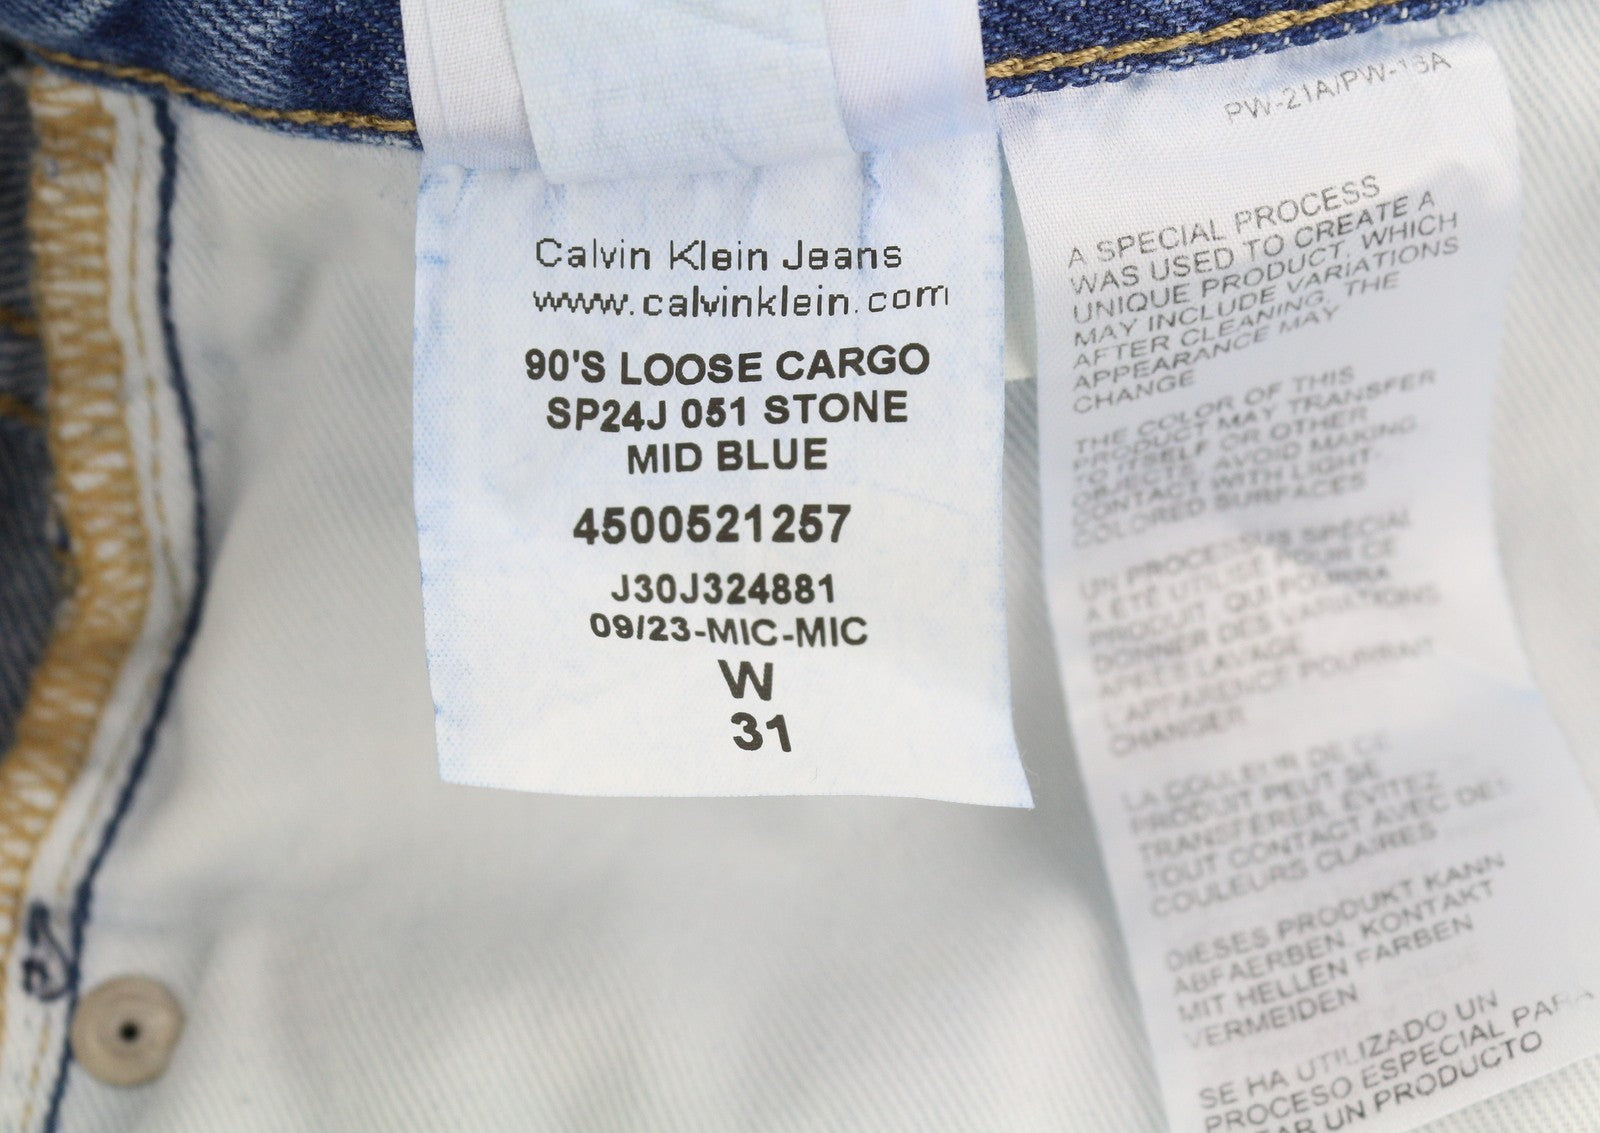 Calvin Klein Jeans
www.calvinklein.com
90'S LOOSE CARGO
SP24J 051 STONE
MID BLUE
4500521257
J30J324881
09/23-MIC-MIC
W
31
PW-21A/PW-13A
A SPECIAL PROCESS
WAS USED TO CREATE A
UNIQUE PRODUCT, WHICH
MAY INCLUDE VARIATIONS
AFTER CLEANING, THE
APPEARANCE MAY
CHANGE
THE COLOR OF THIS
PRODUCT MAY TRANSFER
TO ITSELF OR OTHER
OBJECTS, AVOID MAKING
CONTACT WITH LIGHT-
COLORED SURFACES
UN PROCESSUS SPÉCIAL
A ÉTÉ UTILISÉ POUR CE
PRODUIT, QUI POURRA
DONNER DES VARIATIONS
APRÈS LAVAGE
L'APPARENCE POURRAIT
CHANGER
LA COULEUR DE CE
PRODUIT PEUT SE
TRANSFÉRER, ÉVITEZ
TOUT CONTACT AVEC DES
COULEURS CLAIRES
DIESES PRODUKT KANN
ABFAERBEN, KONTAKT
MIT HELLEN FARBEN
VERMEIDEN
SE HA UTILIZADO UN
PROCESO ESPECIAL PARA
UN PRODUCTO